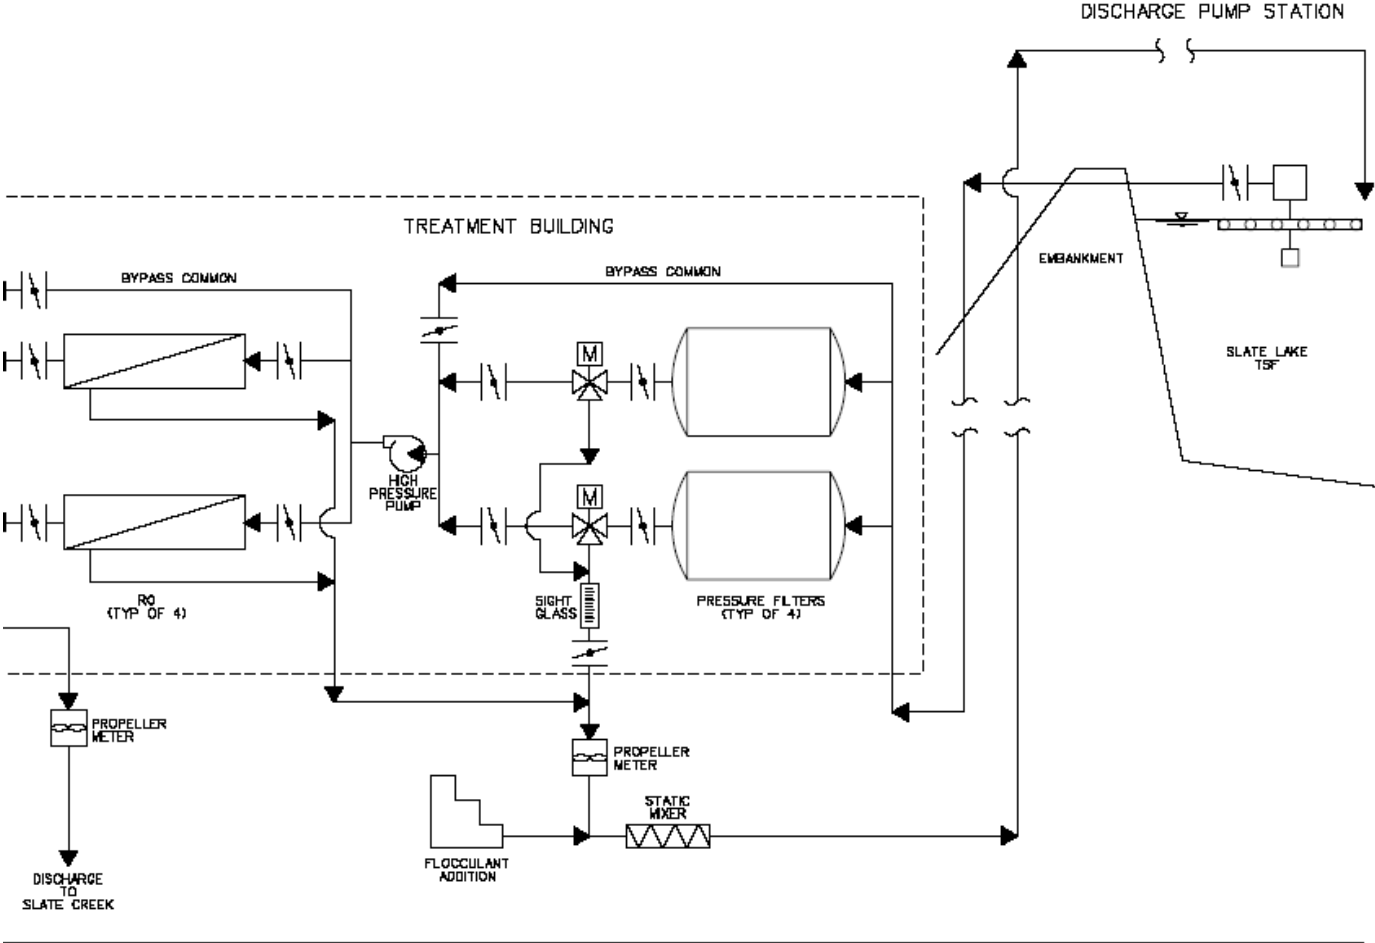 DISCHARGE PUMP STATION
TREATMENT BUILDING
BYPASS COMMON
BYPASS COMMON
EMBANKMENT
M
SLATE LAKE
TSF
HIGH
PRESSURE
PUMP
M
RO
(TYP OF 4)
SIGHT
GLASS
PRESSURE FILTERS
(TYP OF 4)
PROPELLER
METER
PROPELLER
METER
STATIC
MIXER
FLOCCULANT
ADDITION
DISCHARGE
TO
SLATE CREEK